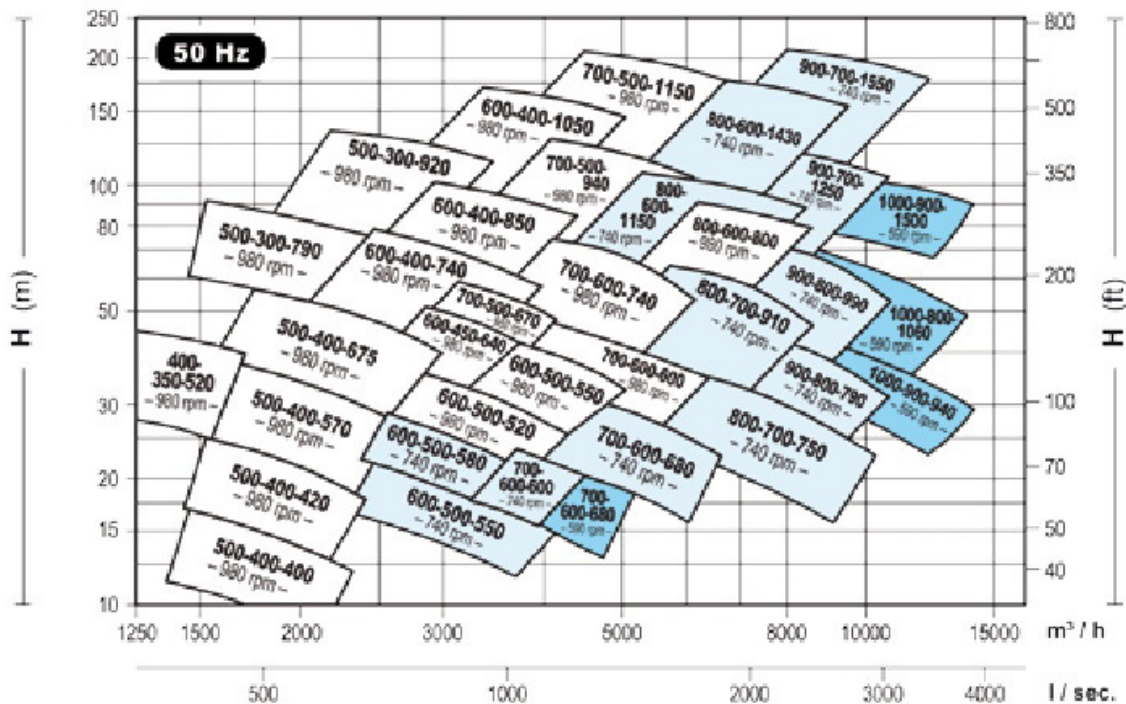 250
200
150
100
80
50
30
20
15
10
H (m)
50 Hz
800
500
350
200
100
70
50
40
H (ft)
900-700-1550
~ 740 rpm ~
700-500-1150
~ 980 rpm ~
600-400-1050
~ 980 rpm ~
800-600-1430
~ 740 rpm ~
500-300-920
~ 980 rpm ~
700-500-
940
~ 980 rpm ~
900-700-
1250
~ 740 rpm ~
800-
600-
1150
~ 740 rpm ~
1000-900-
1500
~ 590 rpm ~
600-400-850
~ 980 rpm ~
800-600-800
~ 980 rpm ~
500-300-790
~ 980 rpm ~
600-400-740
~ 980 rpm ~
700-600-740
~ 980 rpm ~
900-800-990
~ 740 rpm ~
700-500-670
~ 980 rpm ~
800-700-910
~ 740 rpm ~
1000-800-
1060
~ 590 rpm ~
600-450-640
~ 980 rpm ~
500-400-675
~ 980 rpm ~
400-
350-520
~ 980 rpm ~
600-500-550
~ 980 rpm ~
700-600-600
~ 980 rpm ~
900-800-790
~ 740 rpm ~
1000-900-940
~ 590 rpm ~
500-400-570
~ 980 rpm ~
600-500-520
~ 980 rpm ~
800-700-750
~ 740 rpm ~
600-500-580
~ 740 rpm ~
700-600-680
~ 740 rpm ~
700-
600-600
~ 740 rpm ~
500-400-420
~ 980 rpm ~
600-500-550
~ 740 rpm ~
700-
600-680
~ 590 rpm ~
500-400-400
~ 980 rpm ~
1250 1500 2000 3000 5000 8000 10000 15000 m³ / h
500 1000 2000 3000 4000 l / sec.